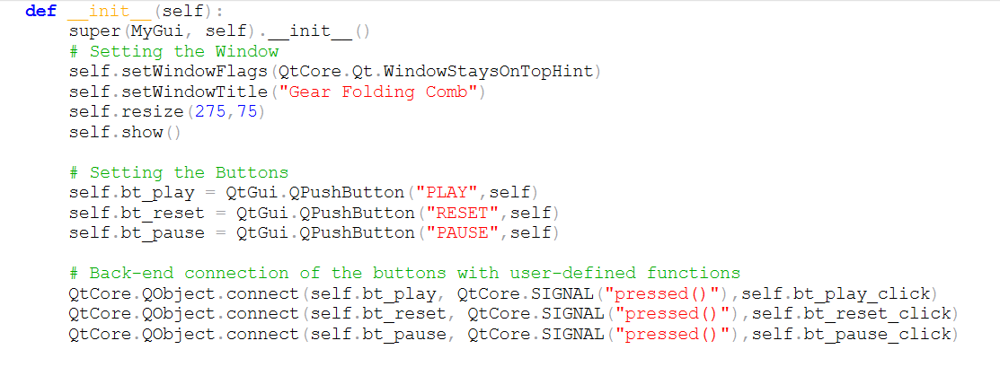 def __init__(self):
super(MyGui, self).__init__()
# Setting the Window
self.setWindowFlags(QtCore.Qt.WindowStaysOnTopHint)
self.setWindowTitle("Gear Folding Comb")
self.resize(275,75)
self.show()
# Setting the Buttons
self.bt_play = QtGui.QPushButton("PLAY",self)
self.bt_reset = QtGui.QPushButton("RESET",self)
self.bt_pause = QtGui.QPushButton("PAUSE",self)
# Back-end connection of the buttons with user-defined functions
QtCore.QObject.connect(self.bt_play, QtCore.SIGNAL("pressed()"),self.bt_play_click)
QtCore.QObject.connect(self.bt_reset, QtCore.SIGNAL("pressed()"),self.bt_reset_click)
QtCore.QObject.connect(self.bt_pause, QtCore.SIGNAL("pressed()"),self.bt_pause_click)